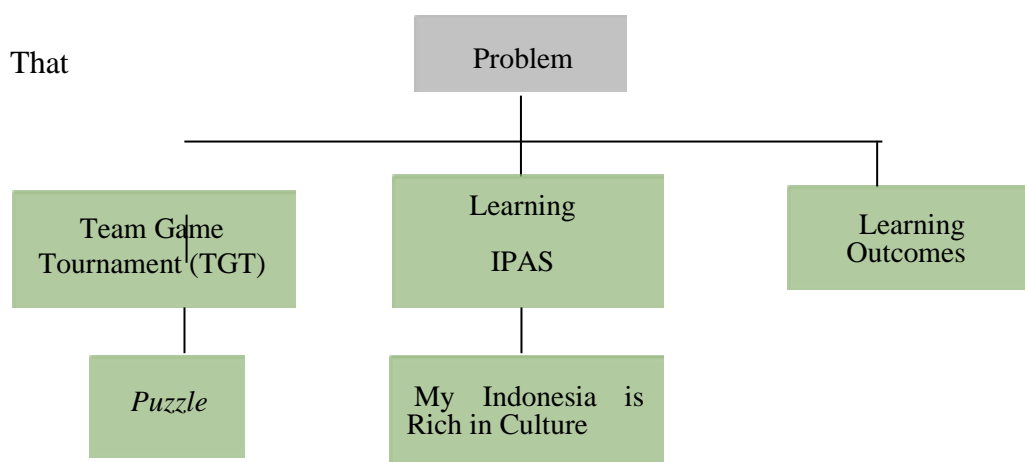 That
Problem
Team Game
Tournament (TGT)
Learning
IPAS
Learning
Outcomes
Puzzle
My Indonesia is
Rich in Culture